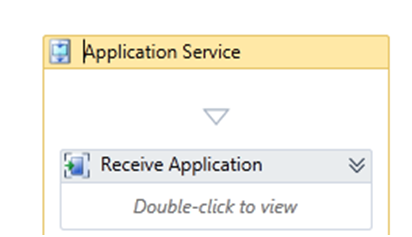 Application Service
Receive Application
Double-click to view